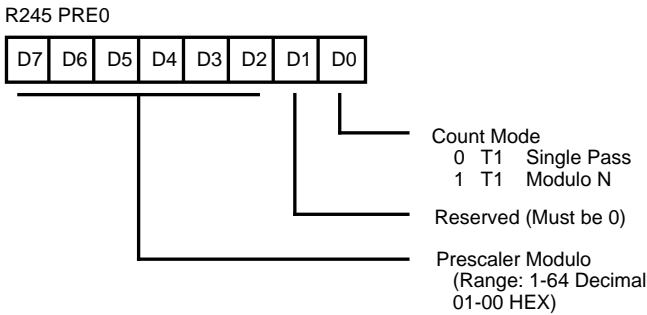 R245 PRE0
D7 D6 D5 D4 D3 D2 D1 D0
Count Mode
0 T1 Single Pass
1 T1 Modulo N
Reserved (Must be 0)
Prescaler Modulo
(Range: 1-64 Decimal
01-00 HEX)